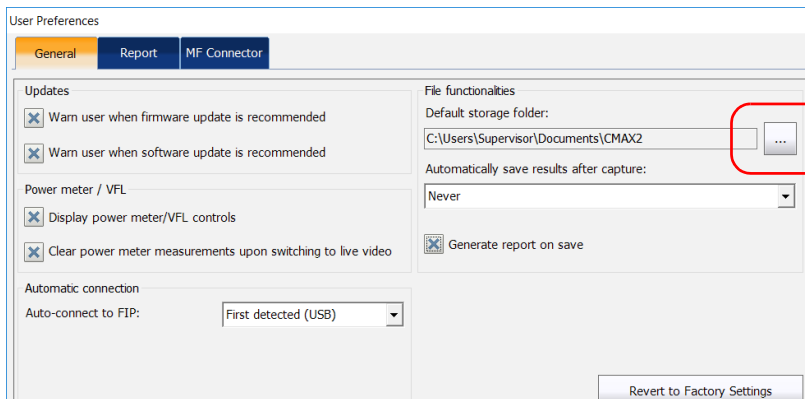 User Preferences
General
Report
MF Connector
Updates
Warn user when firmware update is recommended
Warn user when software update is recommended
Power meter / VFL
Display power meter/VFL controls
Clear power meter measurements upon switching to live video
Automatic connection
Auto-connect to FIP:
First detected (USB)
File functionalities
Default storage folder:
C:\Users\Supervisor\Documents\CMAX2
...
Automatically save results after capture:
Never
Generate report on save
Revert to Factory Settings